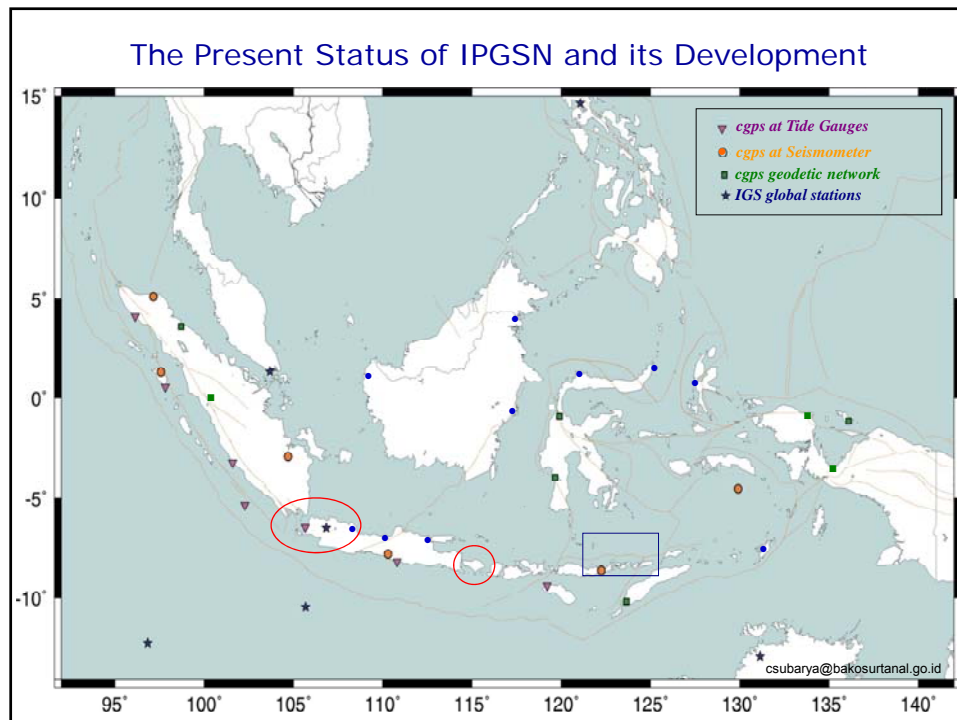 The Present Status of IPGSN and its Development
cgps at Tide Gauges
cgps at Seismometer
cgps geodetic network
IGS global stations
15˚
10˚
5˚
0˚
-5˚
-10˚
csubarya@bakosurtanal.go.id
95˚ 100˚ 105˚ 110˚ 115˚ 120˚ 125˚ 130˚ 135˚ 140˚